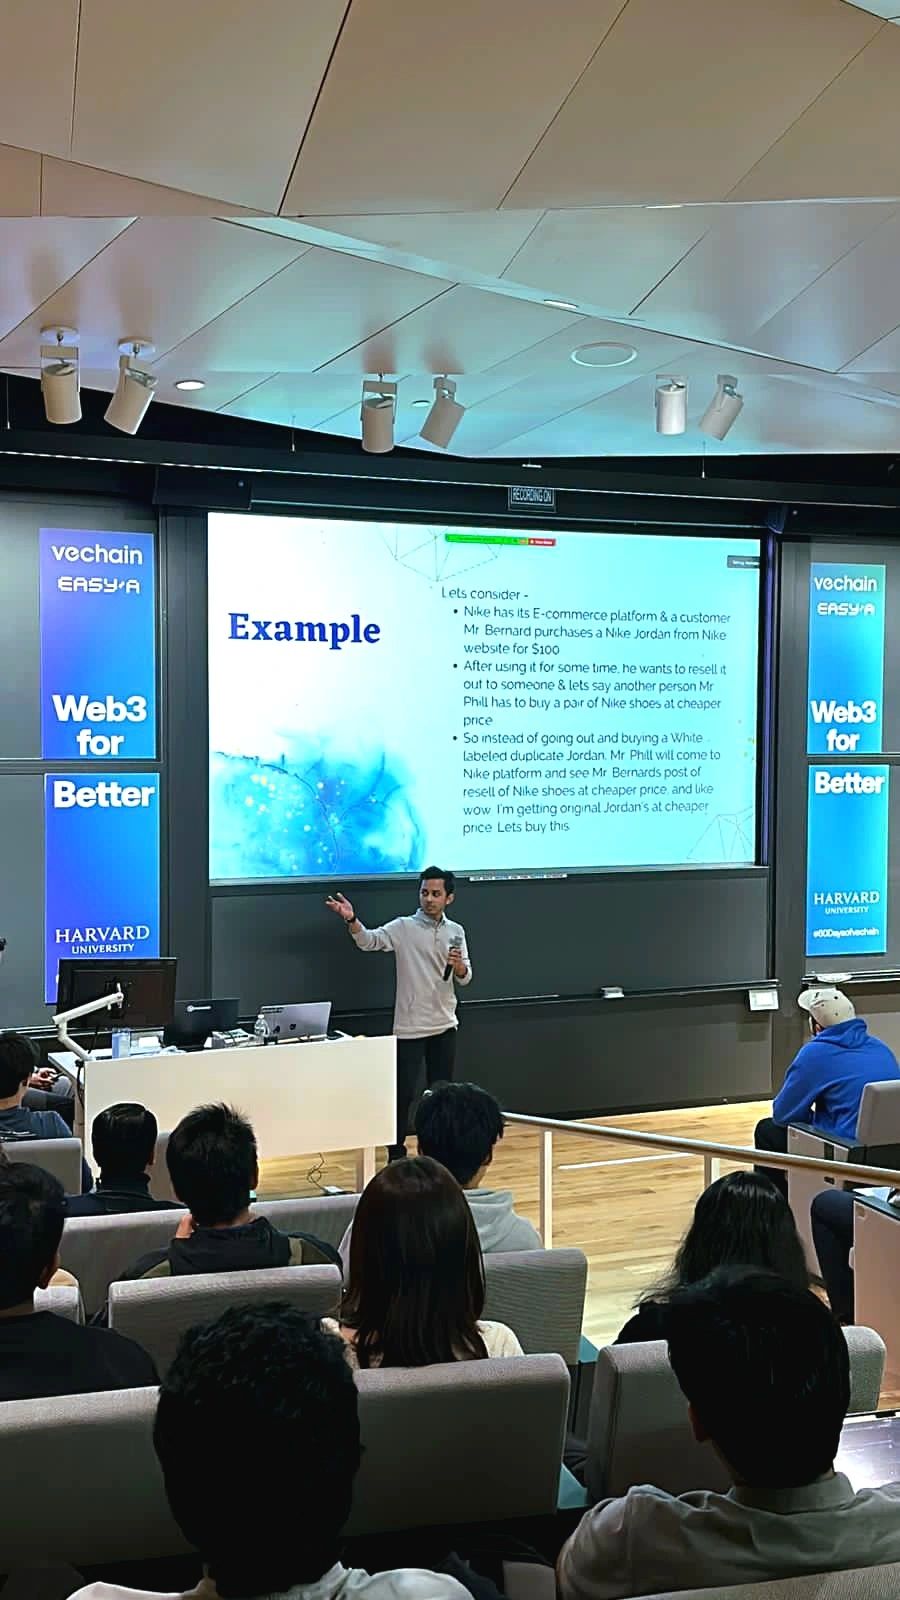 RECORDING ON
vechain
EASY A
Web3
for
Better
HARVARD
UNIVERSITY
Example
Lets consider -
• Nike has its E-commerce platform & a customer
Mr. Bernard purchases a Nike Jordan from Nike
website for $100
• After using it for some time, he wants to resell it
out to someone & lets say another person Mr
Phill has to buy a pair of Nike shoes at cheaper
price
• So instead of going out and buying a White
labeled duplicate Jordan, Mr. Phill will come to
Nike platform and see Mr. Bernards post of
resell of Nike shoes at cheaper price, and like
wow. I'm getting original Jordan's at cheaper
price. Lets buy this.
vechain
EASY A
Web3
for
Better
HARVARD
UNIVERSITY
#60Daysofvechain